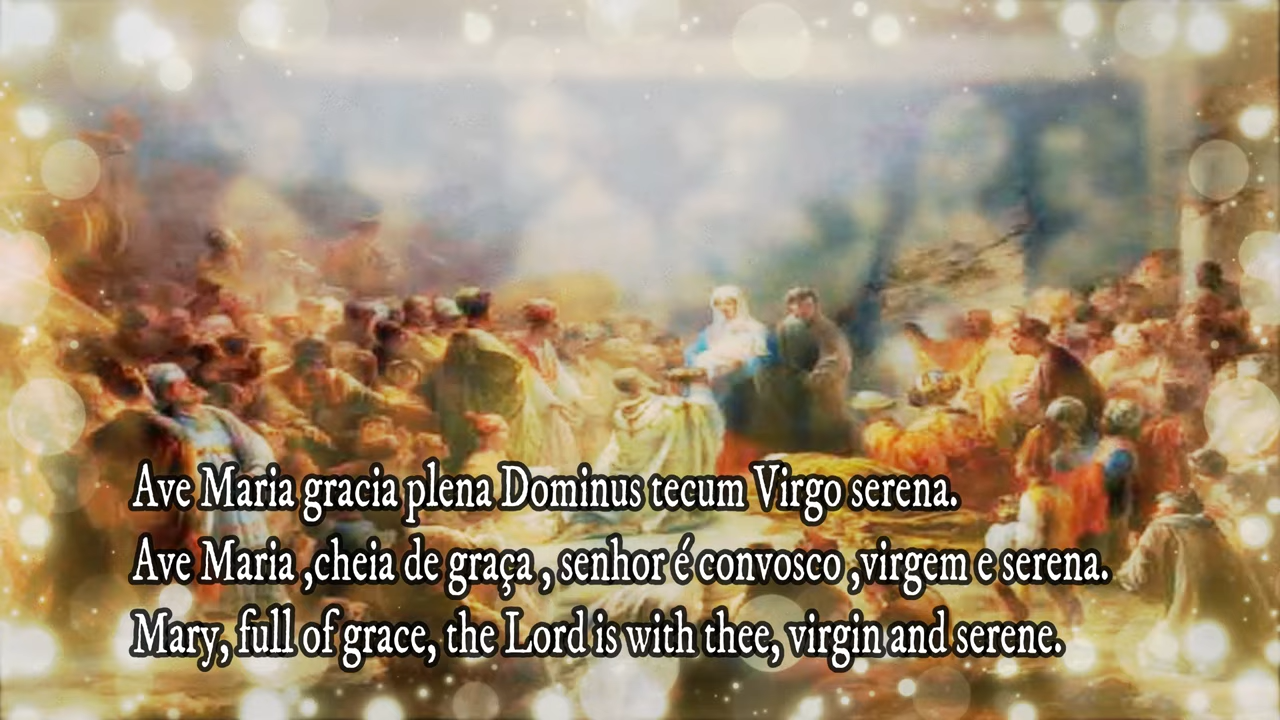 Ave Maria gracia plena Dominus tecum Virgo serena.
Ave Maria ,cheia de graça , senhor é convosco ,virgem e serena.
Mary, full of grace, the Lord is with thee, virgin and serene.